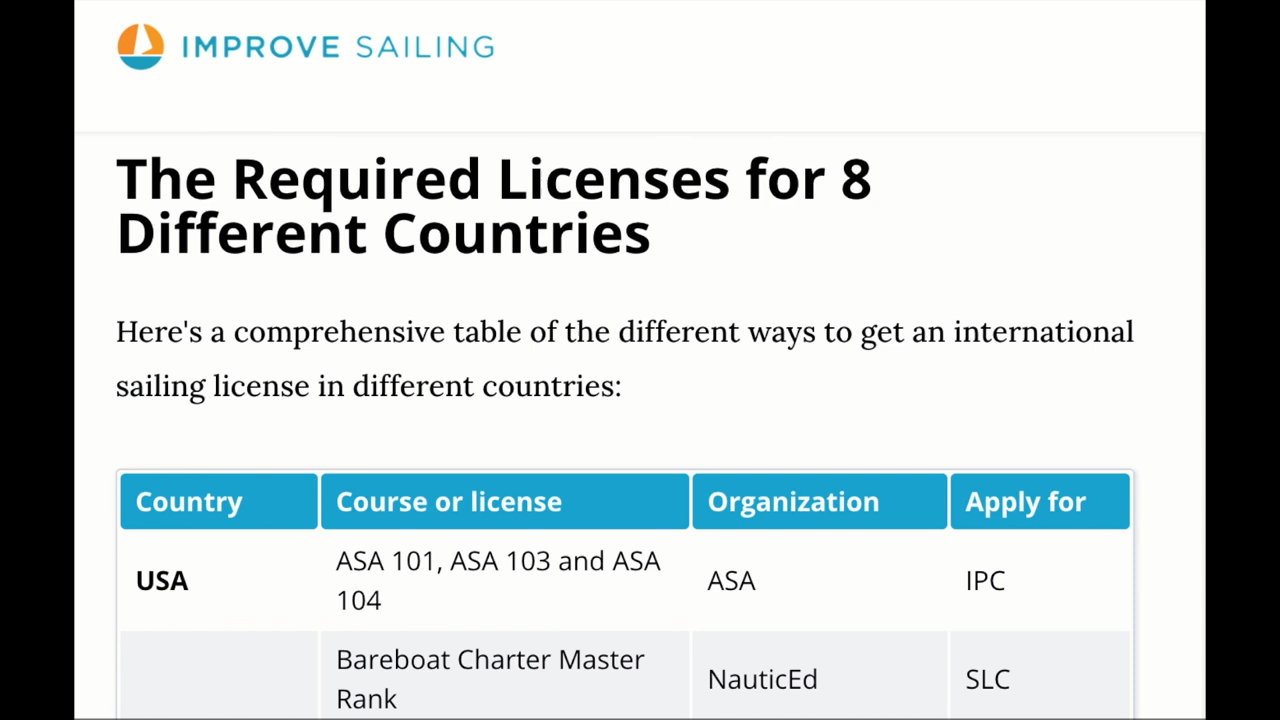 IMPROVE SAILING
The Required Licenses for 8
Different Countries
Here's a comprehensive table of the different ways to get an international
sailing license in different countries:
Country Course or license Organization Apply for
USA ASA 101, ASA 103 and ASA 104 ASA IPC
Bareboat Charter Master Rank NauticEd SLC